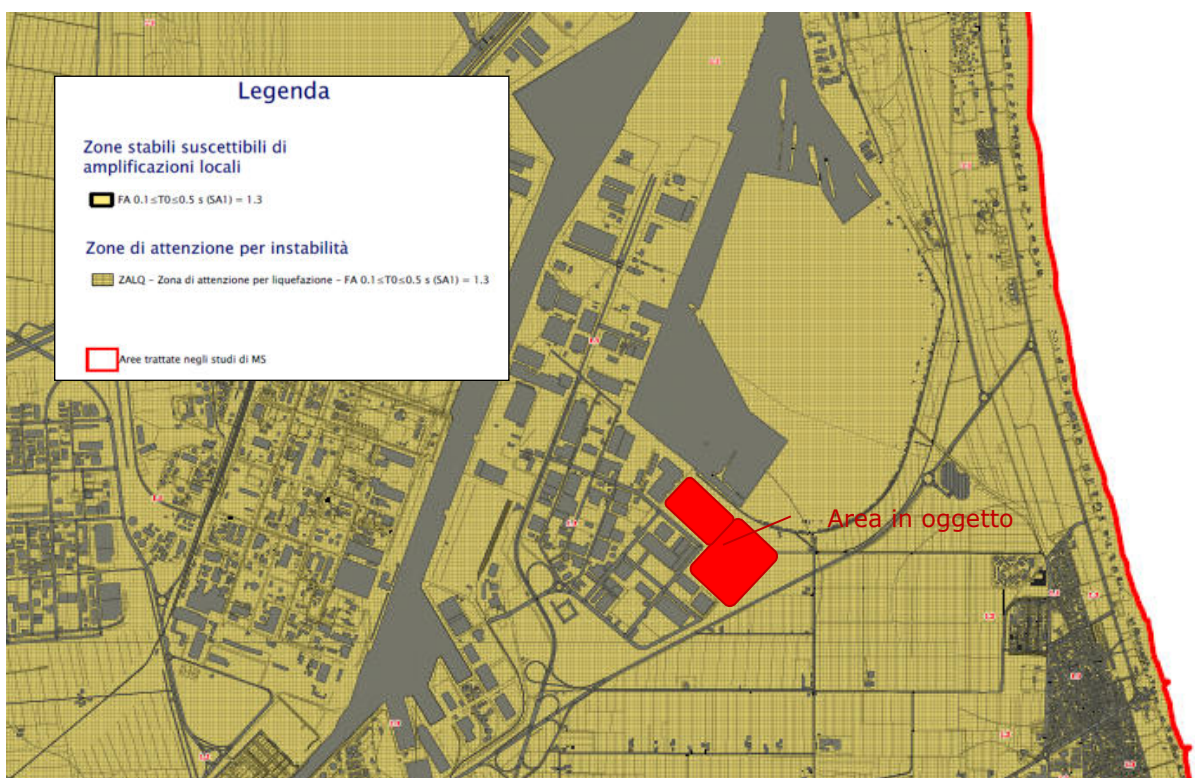 Legenda
Zone stabili suscettibili di
amplificazioni locali
FA 0.1≤T0≤0.5 s (SA1) = 1.3
Zone di attenzione per instabilità
ZALQ - Zona di attenzione per liquefazione - FA 0.1≤T0≤0.5 s (SA1) = 1.3
Aree trattate negli studi di MS
Area in oggetto